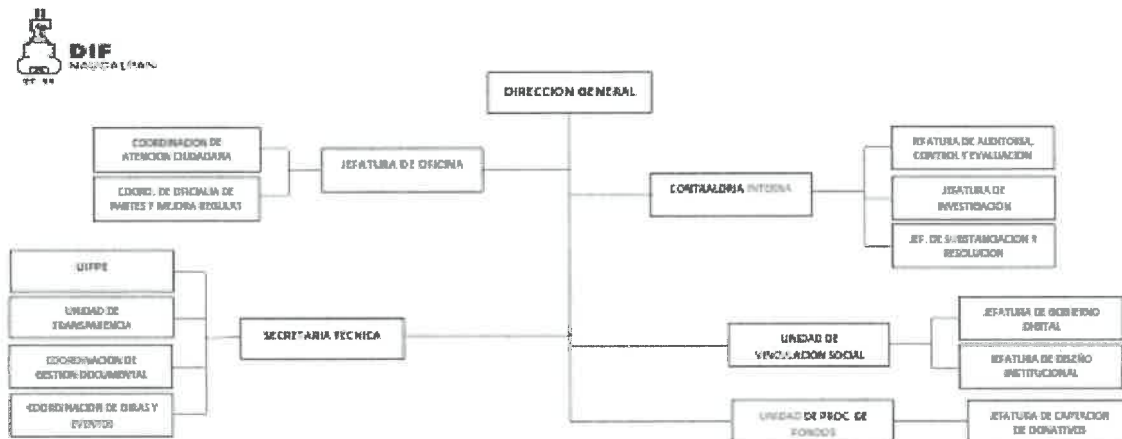 DIF
NAUCALPAN
DIRECCION GENERAL
COORDINACION DE
ATENCION CIUDADANA
COORD. DE OFICIALIA DE
PARTES Y MEJORA REGULAT
JEFATURA DE OFICINA
CONTRALORIA INTERNA
JEFATURA DE AUDITORIA,
CONTROL Y EVALUACION
JEFATURA DE
INVESTIGACION
JEF. DE SUBSTANCIACION Y
RESOLUCION
UIPPE
UNIDAD DE
TRANSPARENCIA
COORDINACION DE
GESTION DOCUMENTAL
COORDINACION DE GIRAS Y
EVENTOS
SECRETARIA TECNICA
UNIDAD DE
VINCULACION SOCIAL
JEFATURA DE GOBIERNO
DIGITAL
JEFATURA DE DISEÑO
INSTITUCIONAL
UNIDAD DE PROC. DE
FONDOS
JEFATURA DE CAPTACION
DE DONATIVOS